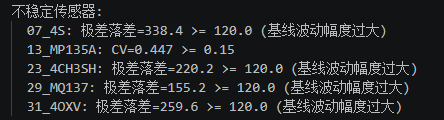 不稳定传感器:
07_4S: 极差落差=338.4 >= 120.0 (基线波动幅度过大)
13_MP135A: CV=0.447 >= 0.15
23_4CH3SH: 极差落差=220.2 >= 120.0 (基线波动幅度过大)
29_MQ137: 极差落差=155.2 >= 120.0 (基线波动幅度过大)
31_4OXV: 极差落差=259.6 >= 120.0 (基线波动幅度过大)